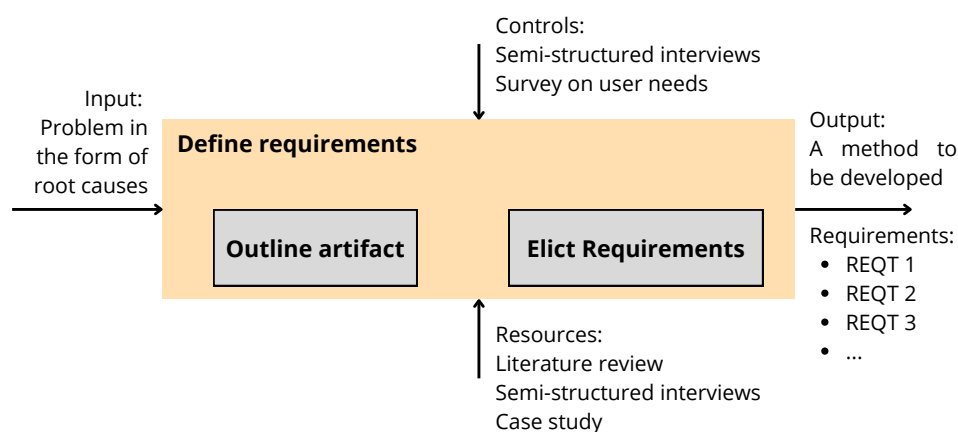 Controls:
Semi-structured interviews
Survey on user needs
Input:
Problem in
the form of
root causes
Define requirements
Outline artifact
Elict Requirements
Output:
A method to
be developed
Requirements:
• REQT 1
• REQT 2
• REQT 3
• ...
Resources:
Literature review
Semi-structured interviews
Case study